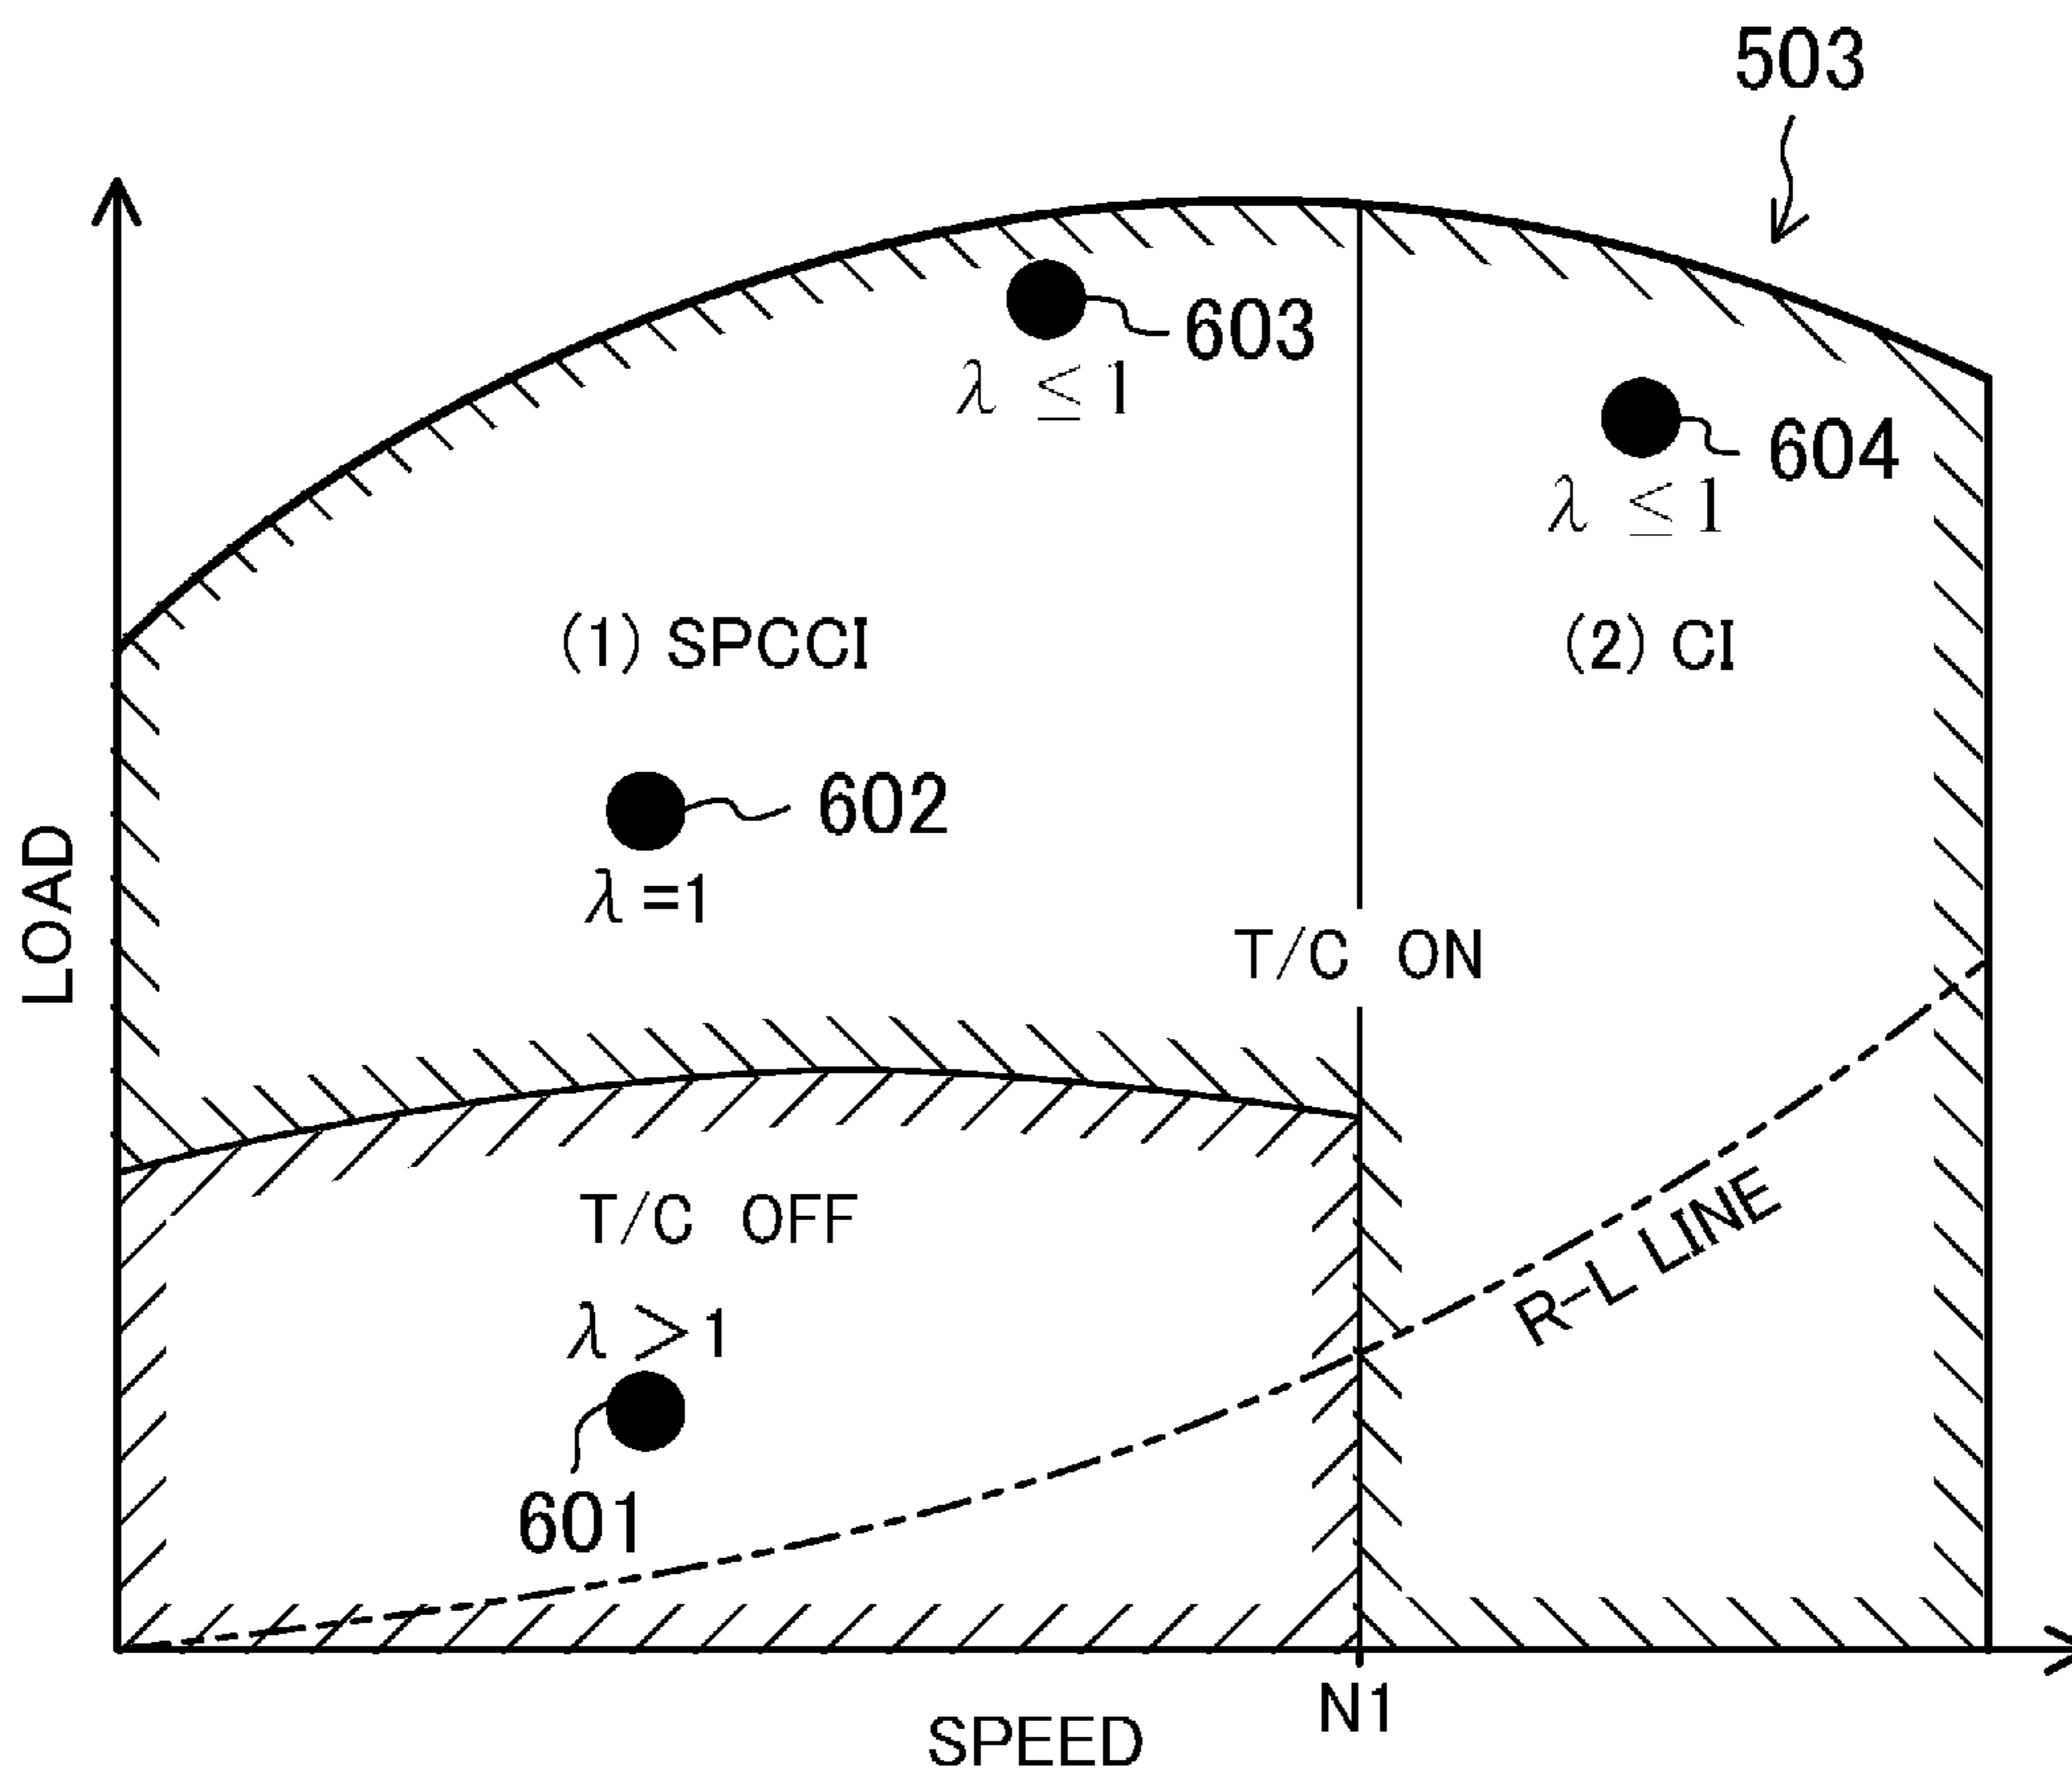 503
603
λ ≤ 1
604
λ ≤ 1
(1) SPCCI
(2) CI
602
λ =1
LOAD
T/C ON
T/C OFF
R-L LINE
λ >1
601
N1
SPEED